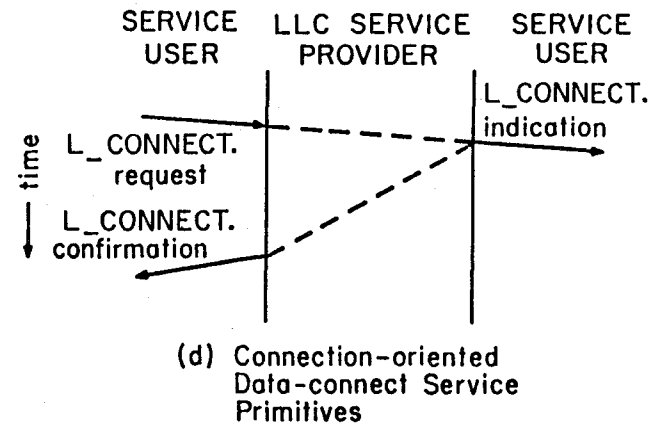 SERVICE USER
LLC SERVICE PROVIDER
SERVICE USER
L_CONNECT. indication
time
L_CONNECT. request
L_CONNECT. confirmation
(d) Connection-oriented
Data-connect Service
Primitives